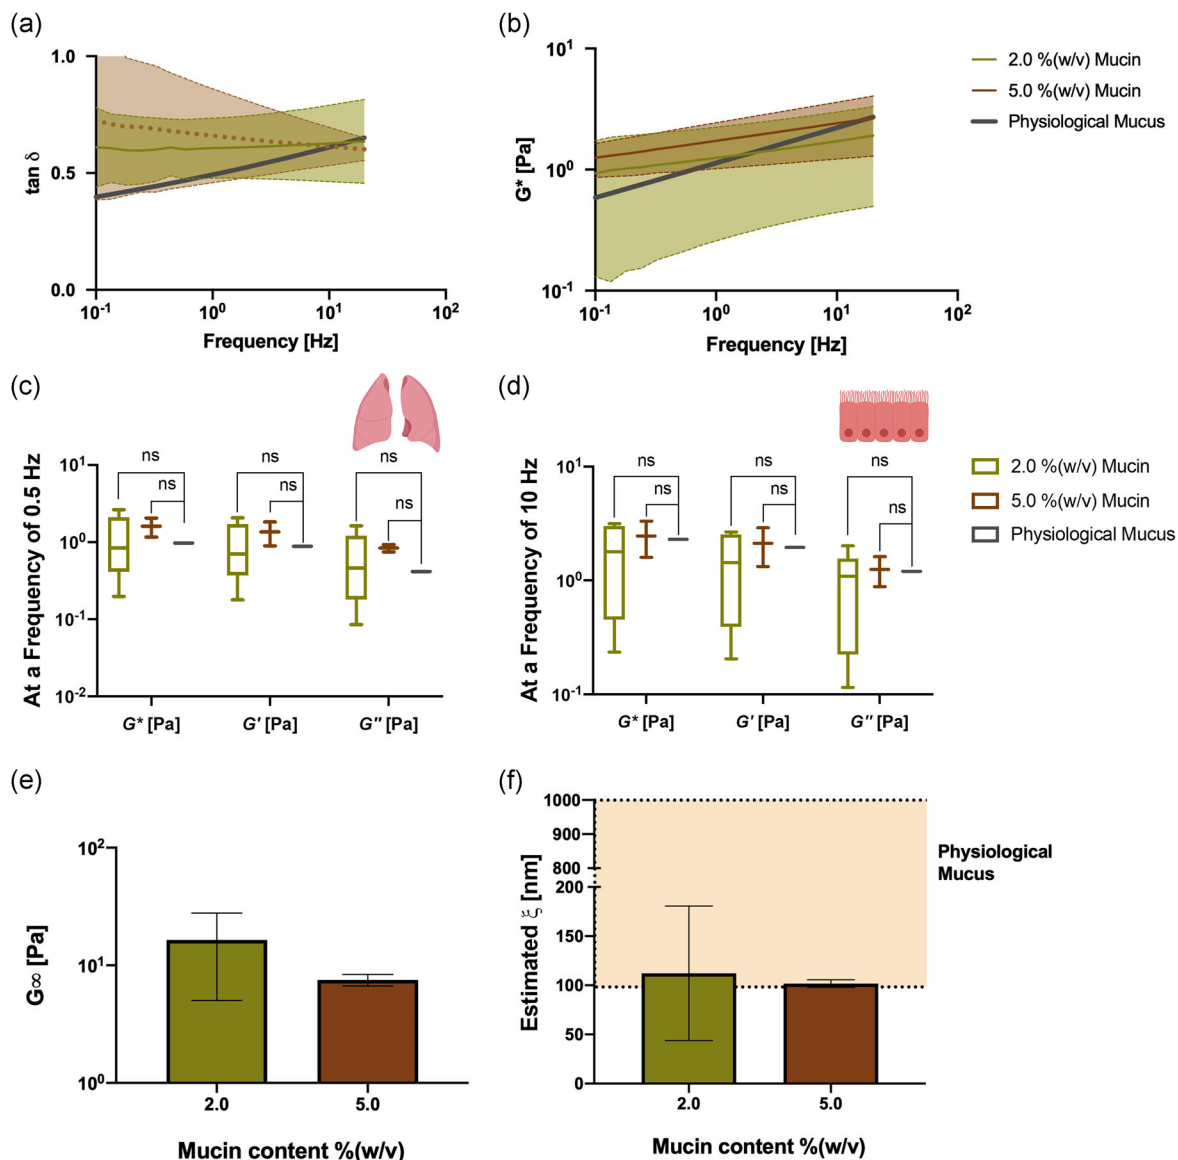 (a)
(b)
1.0
0.5
0.0
tan δ
10-1
100
101
102
Frequency [Hz]
101
100
10-1
G* [Pa]
10-1
100
101
102
Frequency [Hz]
2.0 %(w/v) Mucin
5.0 %(w/v) Mucin
Physiological Mucus
(c)
(d)
At a Frequency of 0.5 Hz
101
100
10-1
10-2
ns
ns
ns
ns
ns
ns
G* [Pa]
G′ [Pa]
G″ [Pa]
At a Frequency of 10 Hz
101
100
10-1
ns
ns
ns
ns
ns
ns
G* [Pa]
G′ [Pa]
G″ [Pa]
2.0 %(w/v) Mucin
5.0 %(w/v) Mucin
Physiological Mucus
(e)
(f)
G∞ [Pa]
102
101
100
2.0
5.0
Mucin content %(w/v)
Estimated ξ [nm]
1000
900
800
200
150
100
50
0
2.0
5.0
Mucin content %(w/v)
Physiological
Mucus